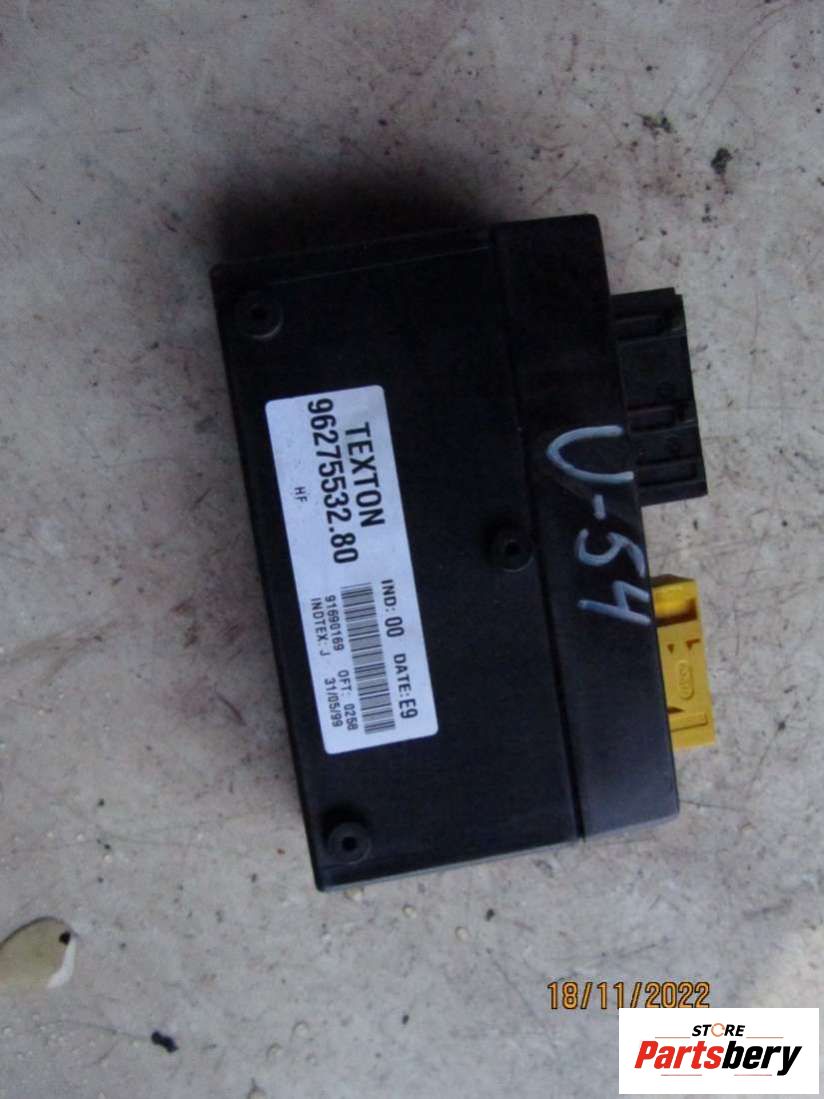 TEXTON
96275532.80
HF
IND: 00 DATE: E9
91690169 OFT: 0258
INDTEX: J 31/05/99
U-54
18/11/2022
STORE
Partsbery